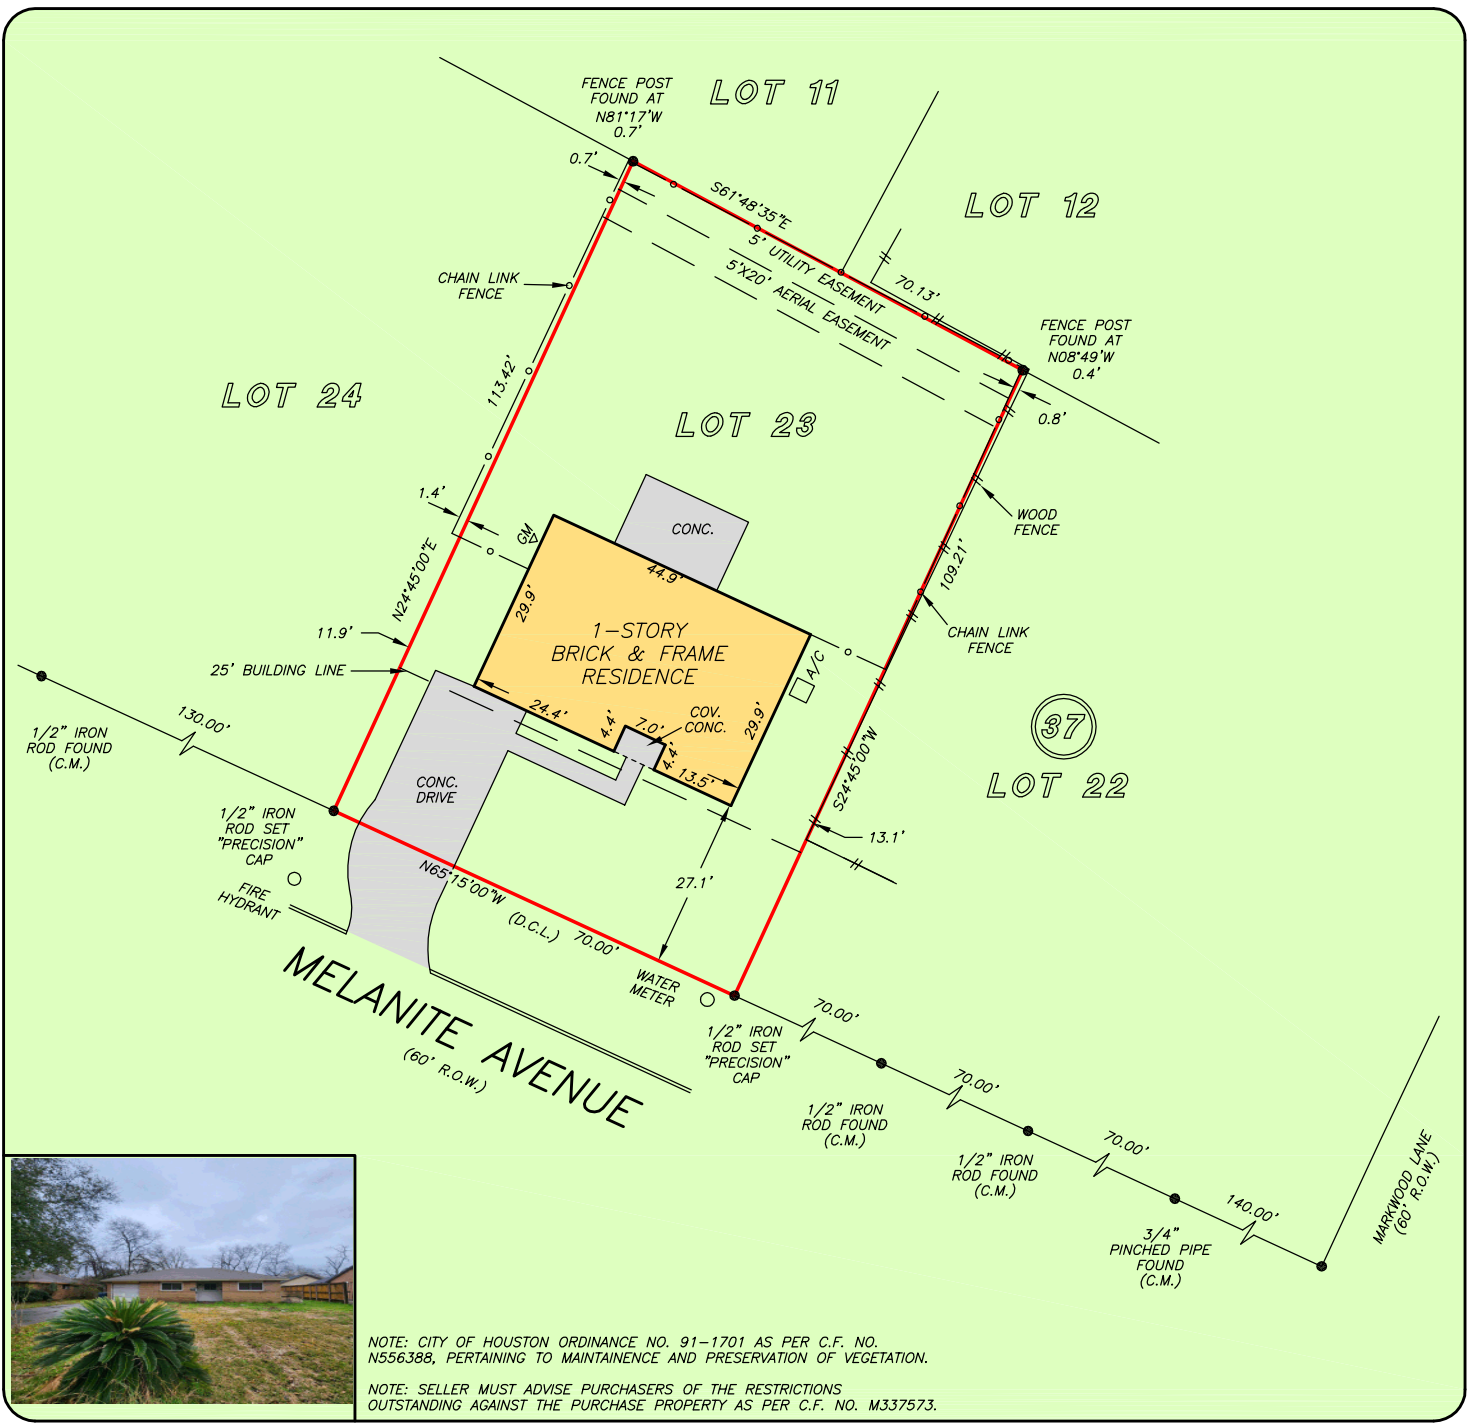 FENCE POST
FOUND AT
N81°17'W
0.7'
LOT 11
0.7'
S61°48'35"E
LOT 12
5' UTILITY EASEMENT
5'X20' AERIAL EASEMENT
70.13'
CHAIN LINK
FENCE
FENCE POST
FOUND AT
N08°49'W
0.4'
0.8'
113.42'
LOT 24
LOT 23
1.4'
GM
CONC.
WOOD
FENCE
109.21'
N24°45'00"E
44.9'
29.9'
11.9'
1-STORY
BRICK & FRAME
RESIDENCE
CHAIN LINK
FENCE
25' BUILDING LINE
A/C
24.4'
4.4'
7.0'
COV.
CONC.
29.9'
4.4'
13.5'
37
LOT 22
S24°45'00"W
130.00'
1/2" IRON
ROD FOUND
(C.M.)
CONC.
DRIVE
1/2" IRON
ROD SET
"PRECISION"
CAP
13.1'
27.1'
FIRE
HYDRANT
N65°15'00"W (D.C.L.) 70.00'
WATER
METER
MELANITE AVENUE
(60' R.O.W.)
1/2" IRON
ROD SET
"PRECISION"
CAP
70.00'
1/2" IRON
ROD FOUND
(C.M.)
70.00'
1/2" IRON
ROD FOUND
(C.M.)
70.00'
3/4"
PINCHED PIPE
FOUND
(C.M.)
140.00'
MARKWOOD LANE
(60' R.O.W.)
NOTE: CITY OF HOUSTON ORDINANCE NO. 91-1701 AS PER C.F. NO.
N556388, PERTAINING TO MAINTAINENCE AND PRESERVATION OF VEGETATION.
NOTE: SELLER MUST ADVISE PURCHASERS OF THE RESTRICTIONS
OUTSTANDING AGAINST THE PURCHASE PROPERTY AS PER C.F. NO. M337573.